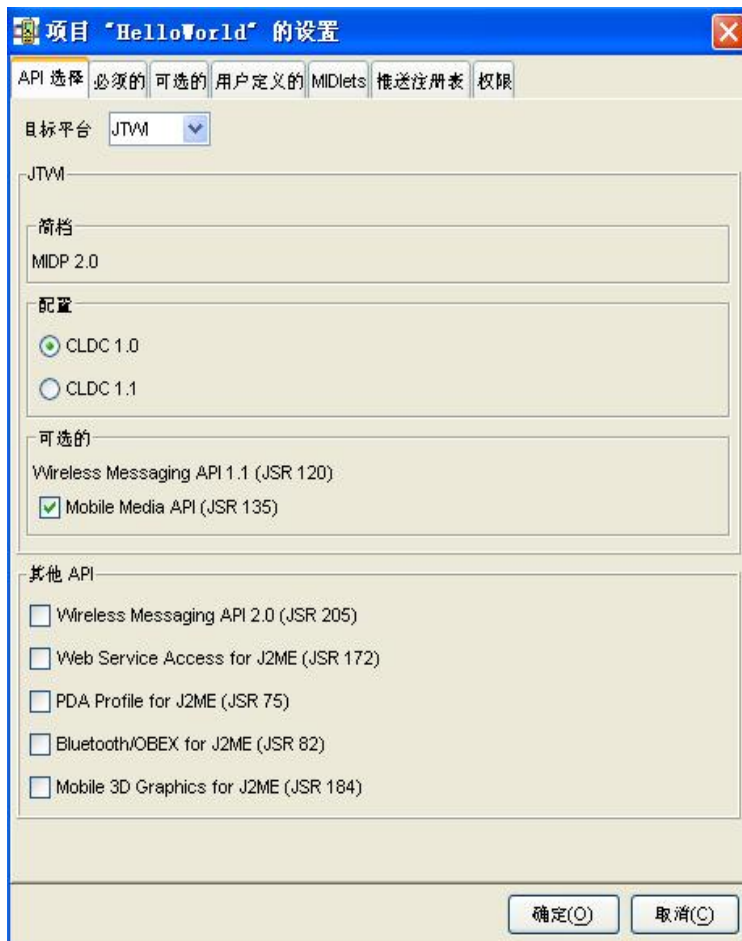 项目 "HelloWorld" 的设置
API 选择 必须的 可选的 用户定义的 MIDlets 推送注册表 权限
目标平台 JTWI
JTWI
简档
MIDP 2.0
配置
CLDC 1.0
CLDC 1.1
可选的
Wireless Messaging API 1.1 (JSR 120)
Mobile Media API (JSR 135)
其他 API
Wireless Messaging API 2.0 (JSR 205)
Web Service Access for J2ME (JSR 172)
PDA Profile for J2ME (JSR 75)
Bluetooth/OBEX for J2ME (JSR 82)
Mobile 3D Graphics for J2ME (JSR 184)
确定(O) 取消(C)